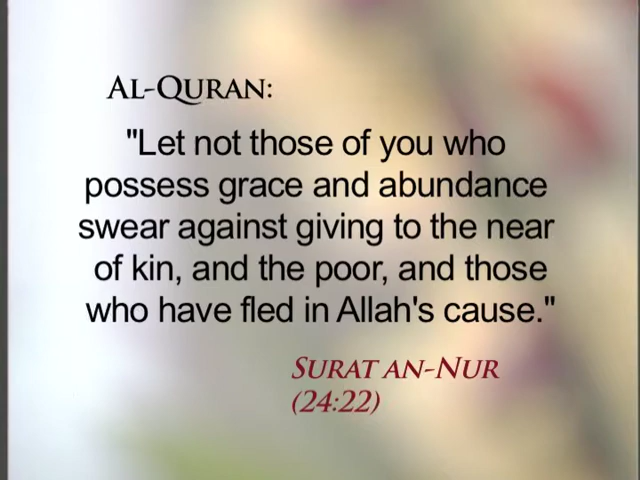 AL-QURAN:
"Let not those of you who
possess grace and abundance
swear against giving to the near
of kin, and the poor, and those
who have fled in Allah's cause."
SURAT AN-NUR
(24:22)